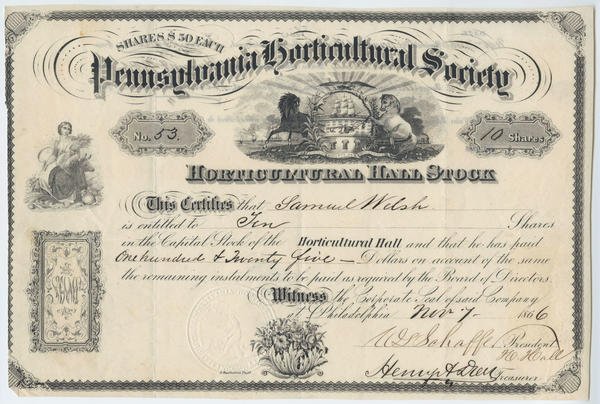 SHARES $50 EACH
Pennsylvania Horticultural Society
No. 53.
10 Shares
HORTICULTURAL HALL STOCK
This Certifies that Samuel Welsh
is entitled to Ten Shares
in the Capital Stock of the Horticultural Hall and that he has paid
One hundred & Twenty five — Dollars on account of the same
the remaining instalments to be paid as required by the Board of Directors.
Witness the Corporate Seal of said Company
at Philadelphia Nov 7 - 1866
President
H. Hall
Treasurer